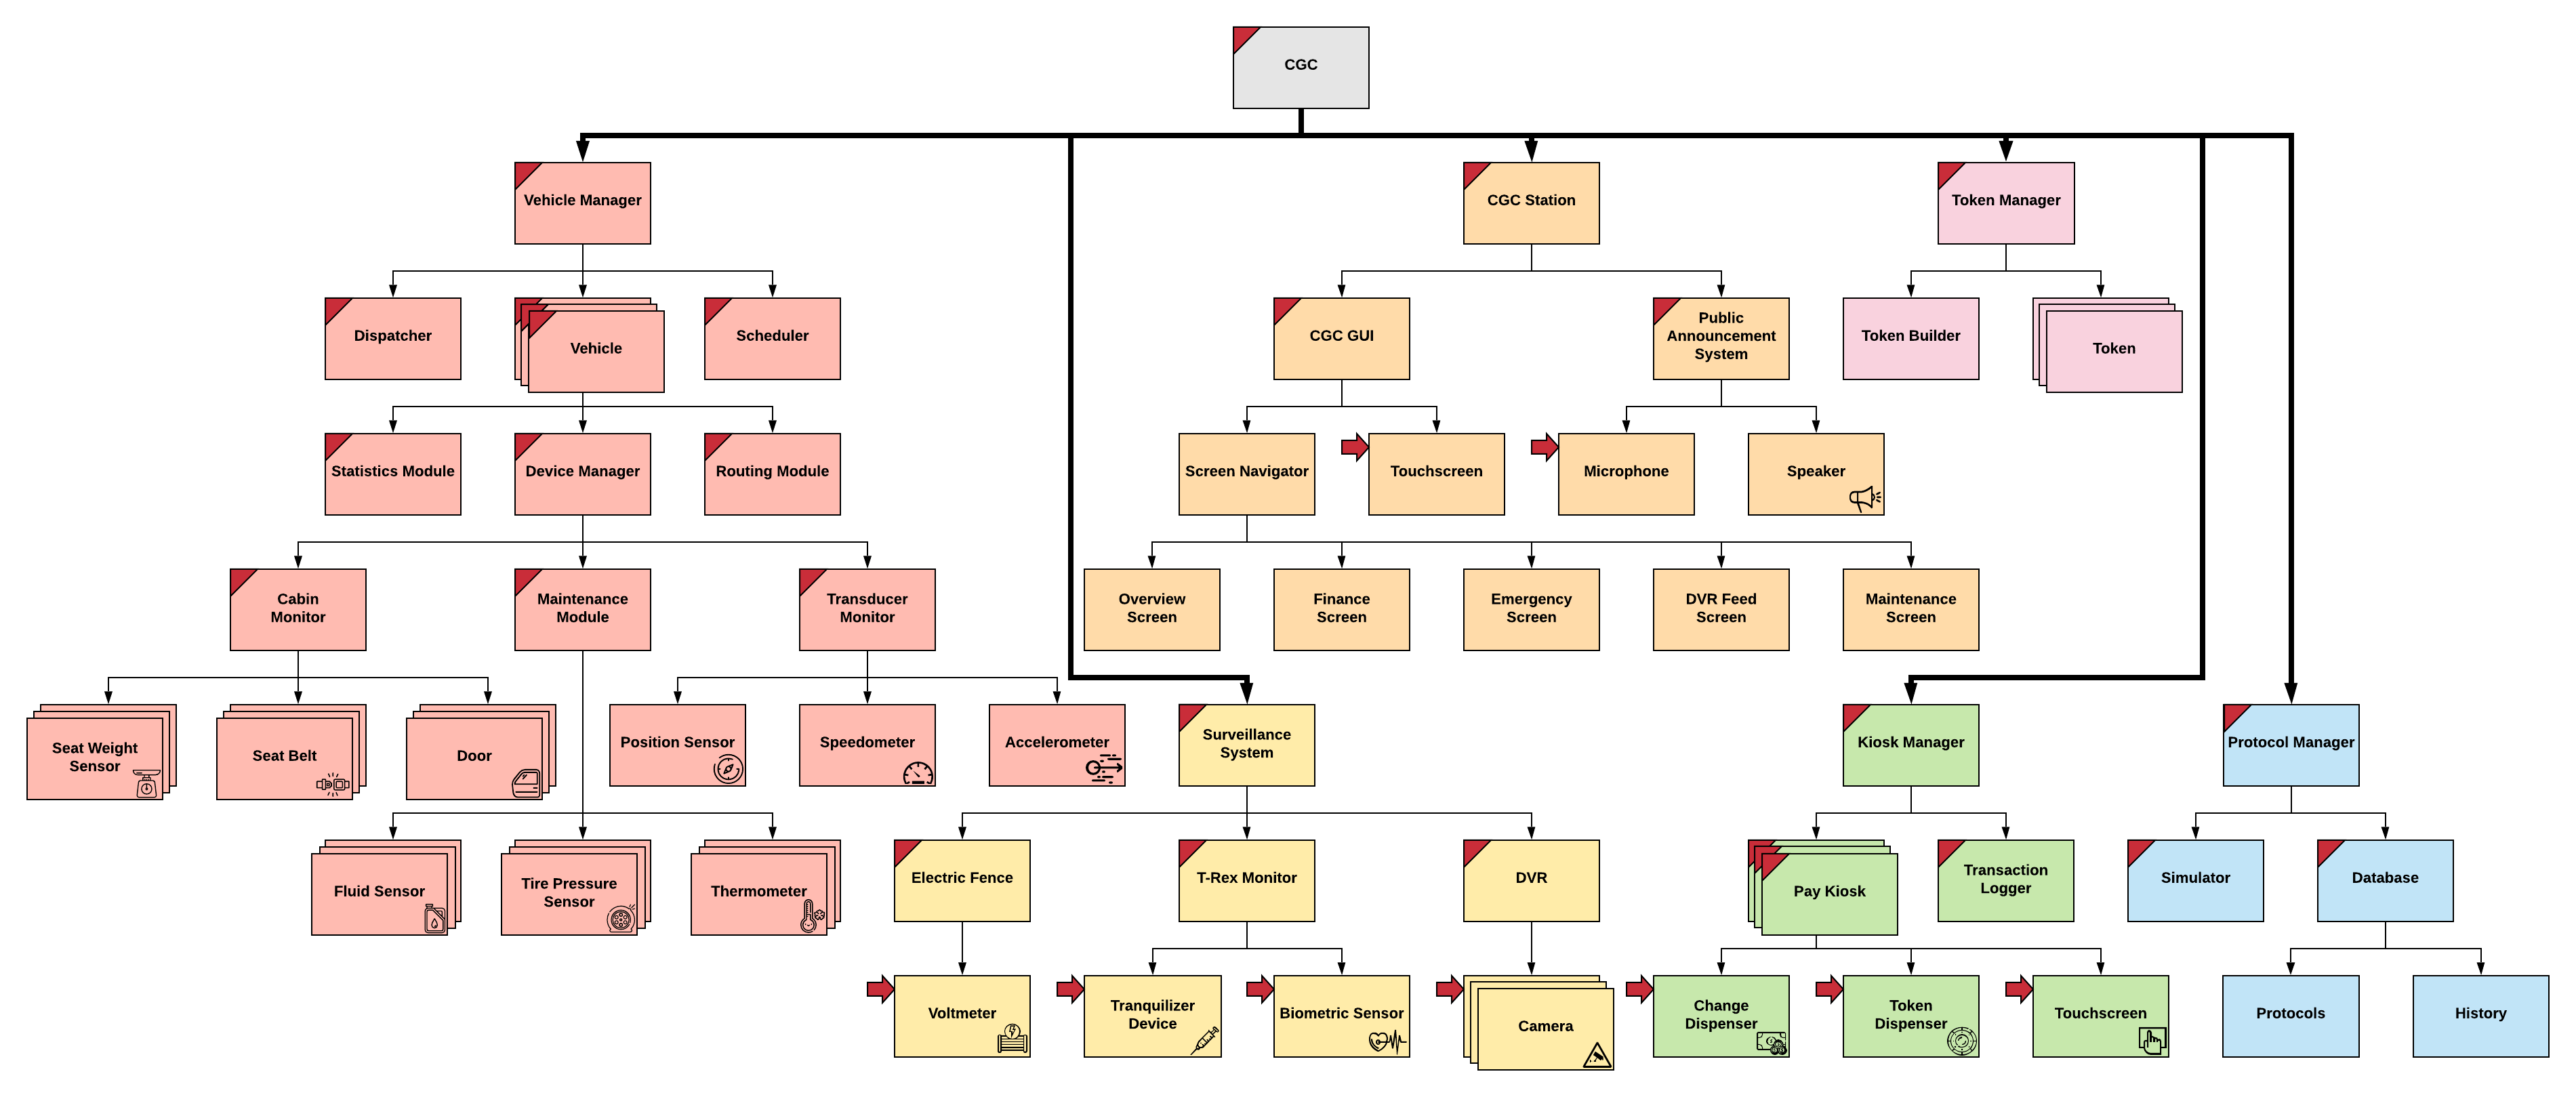 CGC
Vehicle Manager
CGC Station
Token Manager
Dispatcher
Vehicle
Scheduler
CGC GUI
Public
Announcement
System
Token Builder
Token
Statistics Module
Device Manager
Routing Module
Screen Navigator
Touchscreen
Microphone
Speaker
Cabin
Monitor
Maintenance
Module
Transducer
Monitor
Overview
Screen
Finance
Screen
Emergency
Screen
DVR Feed
Screen
Maintenance
Screen
Seat Weight
Sensor
Seat Belt
Door
Position Sensor
Speedometer
Accelerometer
Surveillance
System
Kiosk Manager
Protocol Manager
Fluid Sensor
Tire Pressure
Sensor
Thermometer
Electric Fence
T-Rex Monitor
DVR
Pay Kiosk
Transaction
Logger
Simulator
Database
Voltmeter
Tranquilizer
Device
Biometric Sensor
Camera
Change
Dispenser
Token
Dispenser
Touchscreen
Protocols
History